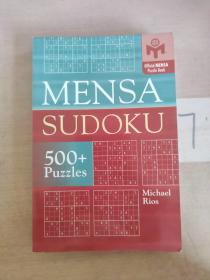 Official MENSA
Puzzle Book
MENSA
SUDOKU
500+
Puzzles
Michael
Rios
7